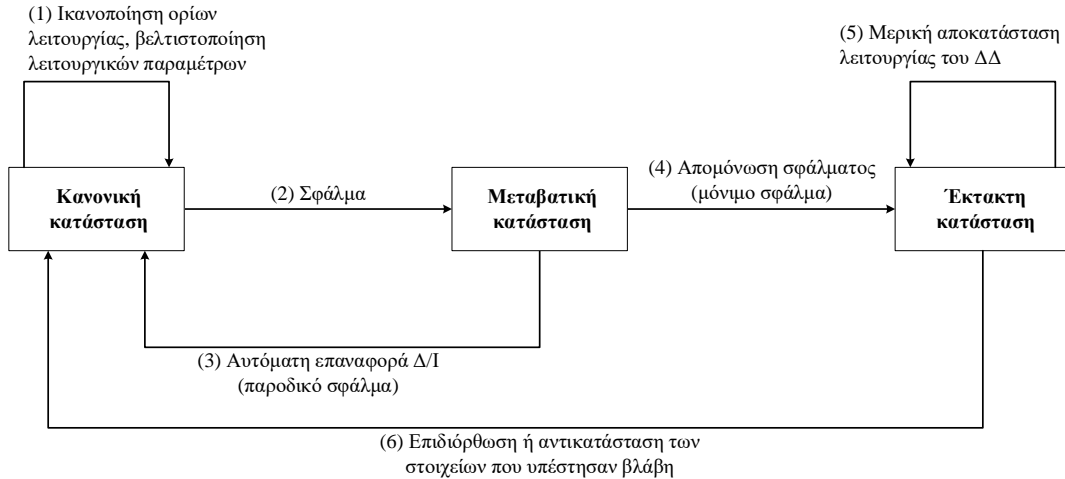 (1) Ικανοποίηση ορίων
λειτουργίας, βελτιστοποίηση
λειτουργικών παραμέτρων
(5) Μερική αποκατάσταση
λειτουργίας του ΔΔ
Κανονική
κατάσταση
(2) Σφάλμα
Μεταβατική
κατάσταση
(4) Απομόνωση σφάλματος
(μόνιμο σφάλμα)
Έκτακτη
κατάσταση
(3) Αυτόματη επαναφορά Δ/Ι
(παροδικό σφάλμα)
(6) Επιδιόρθωση ή αντικατάσταση των
στοιχείων που υπέστησαν βλάβη